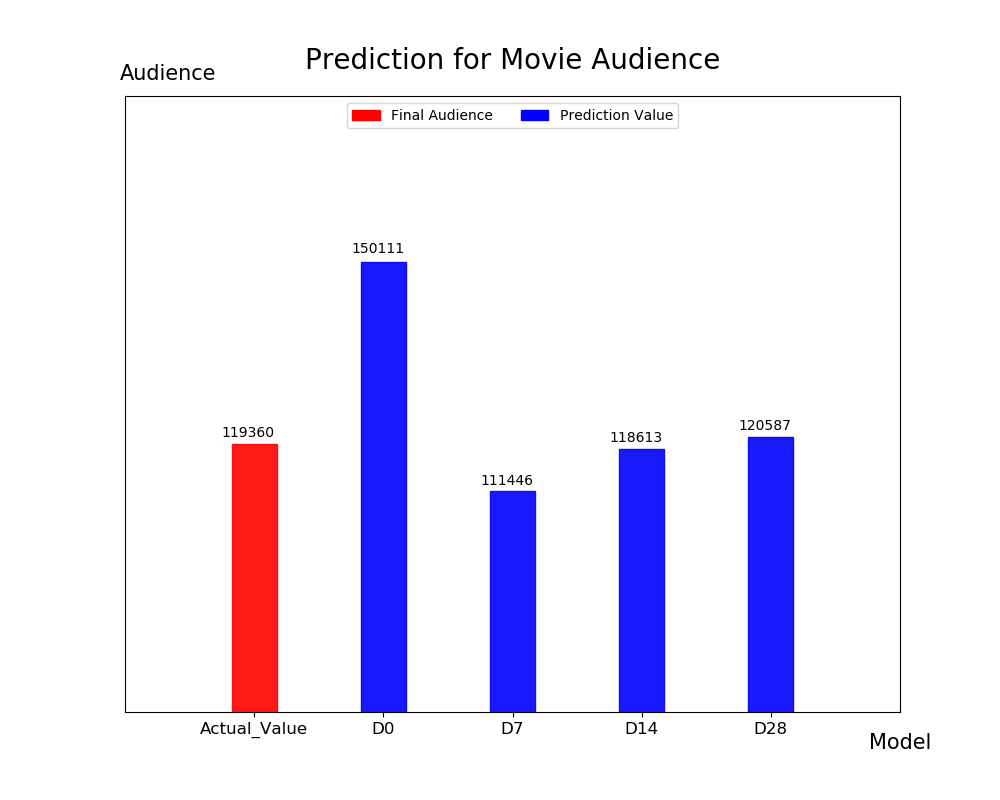 Prediction for Movie Audience
Audience
Final Audience Prediction Value
150111
119360
111446
118613
120587
Actual_Value D0 D7 D14 D28
Model